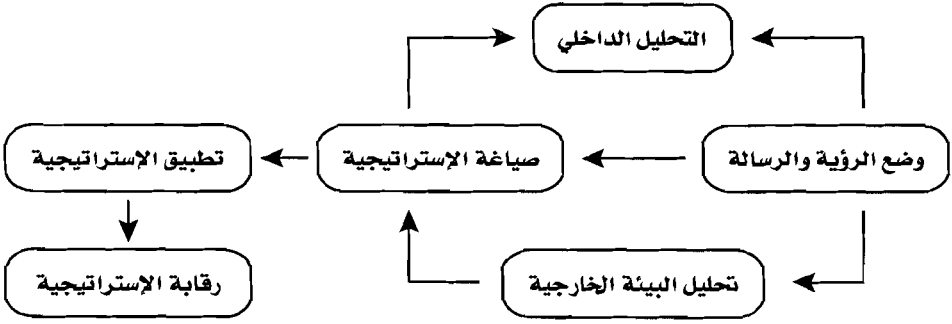 التحليل الداخلي
وضع الرؤية والرسالة
صياغة الإستراتيجية
تطبيق الإستراتيجية
تحليل البيئة الخارجية
رقابة الإستراتيجية